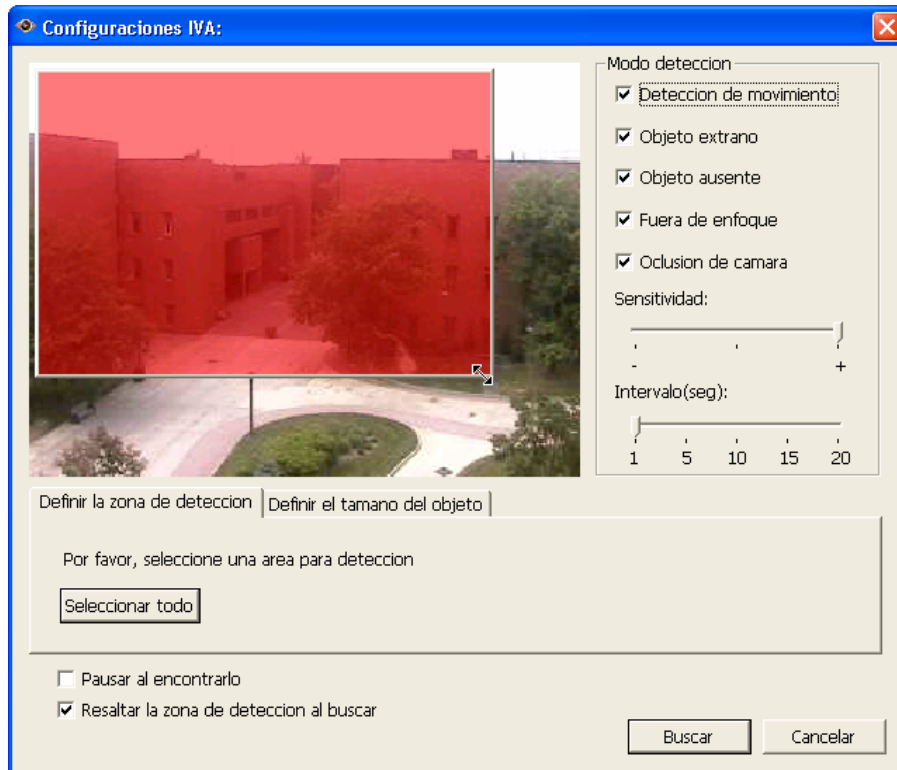 Configuraciones IVA:
Modo deteccion
Deteccion de movimiento
Objeto extrano
Objeto ausente
Fuera de enfoque
Oclusion de camara
Sensitividad:
- +
Intervalo(seg):
1 5 10 15 20
Definir la zona de deteccion Definir el tamano del objeto
Por favor, seleccione una area para deteccion
Seleccionar todo
Pausar al encontrarlo
Resaltar la zona de deteccion al buscar
Buscar Cancelar